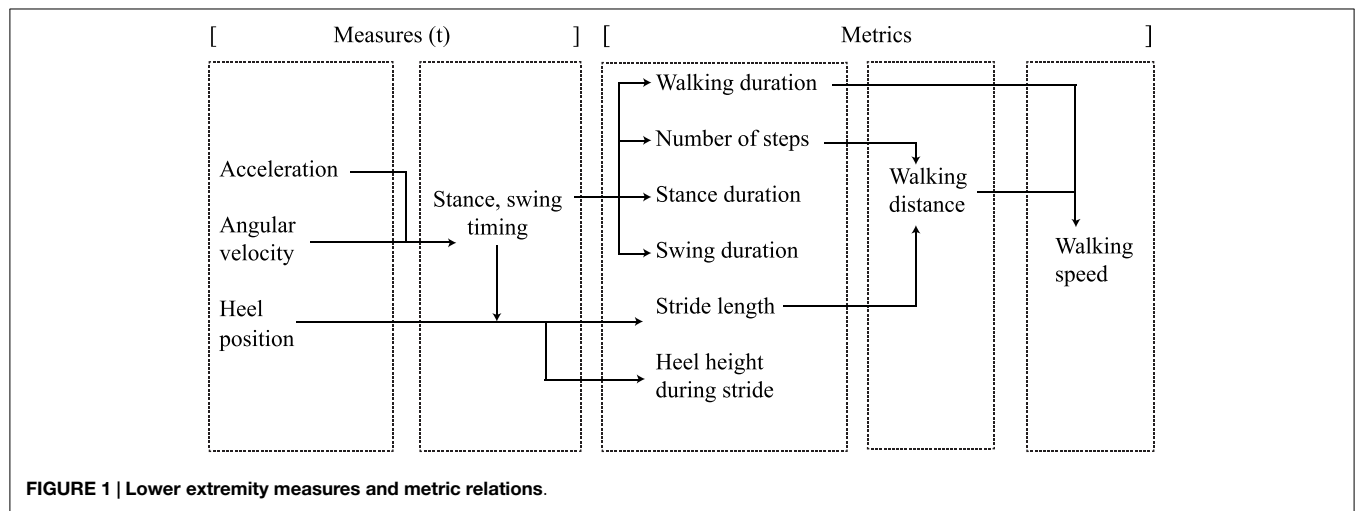 [ Measures (t) ] [ Metrics ]
Acceleration
Angular
velocity
Heel
position
Stance, swing
timing
Walking duration
Number of steps
Stance duration
Swing duration
Stride length
Heel height
during stride
Walking
distance
Walking
speed
FIGURE 1 | Lower extremity measures and metric relations.